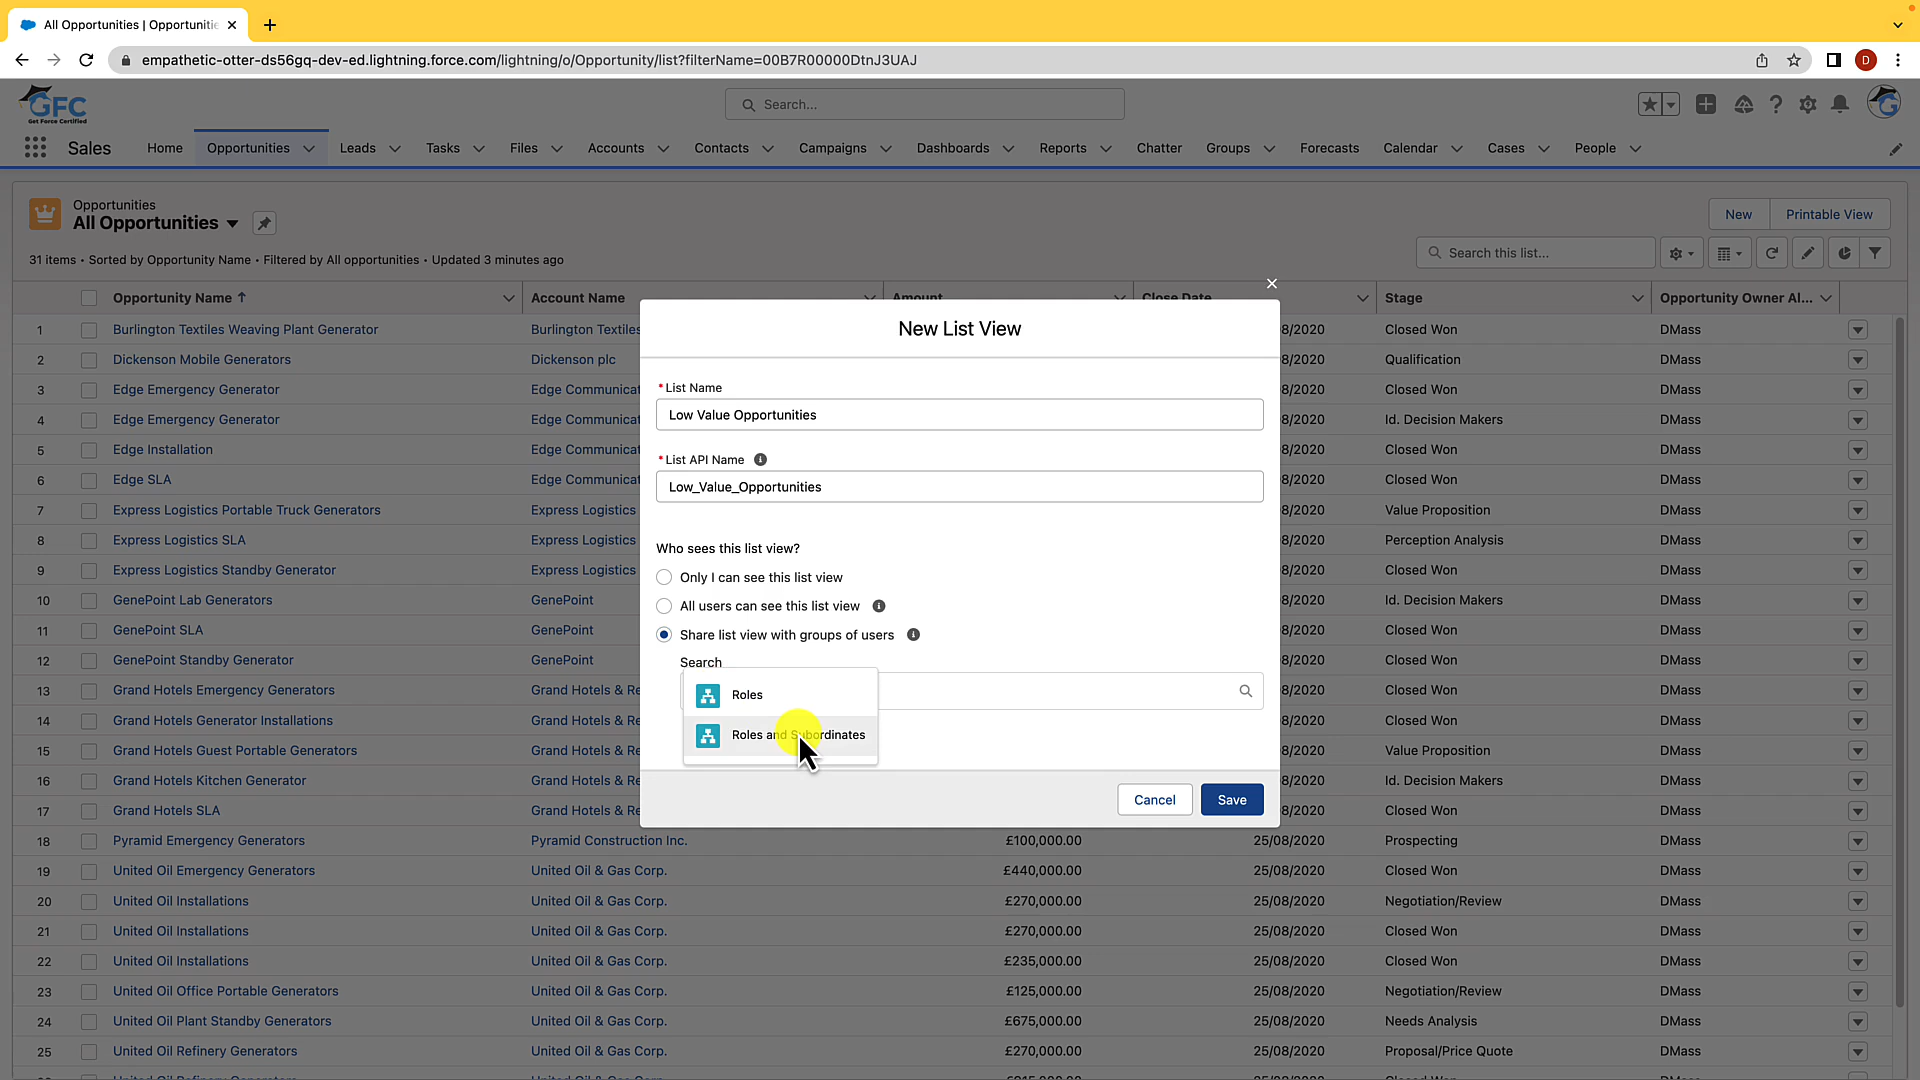 All Opportunities | Opportunitie
empathetic-otter-ds56gq-dev-ed.lightning.force.com/lightning/o/Opportunity/list?filterName=00B7R00000DtnJ3UAJ
D
GFC
Get Force Certified
Search...
Sales
Home
Opportunities
Leads
Tasks
Files
Accounts
Contacts
Campaigns
Dashboards
Reports
Chatter
Groups
Forecasts
Calendar
Cases
People
Opportunities
All Opportunities
New
Printable View
31 items • Sorted by Opportunity Name • Filtered by All opportunities • Updated 3 minutes ago
Search this list...
Opportunity Name ↑ Account Name Amount Close Date Stage Opportunity Owner Al...
1 Burlington Textiles Weaving Plant Generator Burlington Textiles 8/2020 Closed Won DMass
2 Dickenson Mobile Generators Dickenson plc 8/2020 Qualification DMass
3 Edge Emergency Generator Edge Communicat 8/2020 Closed Won DMass
4 Edge Emergency Generator Edge Communicat 8/2020 Id. Decision Makers DMass
5 Edge Installation Edge Communicat 8/2020 Closed Won DMass
6 Edge SLA Edge Communicat 8/2020 Closed Won DMass
7 Express Logistics Portable Truck Generators Express Logistics 8/2020 Value Proposition DMass
8 Express Logistics SLA Express Logistics 8/2020 Perception Analysis DMass
9 Express Logistics Standby Generator Express Logistics 8/2020 Closed Won DMass
10 GenePoint Lab Generators GenePoint 8/2020 Id. Decision Makers DMass
11 GenePoint SLA GenePoint 8/2020 Closed Won DMass
12 GenePoint Standby Generator GenePoint 8/2020 Closed Won DMass
13 Grand Hotels Emergency Generators Grand Hotels & Re 8/2020 Closed Won DMass
14 Grand Hotels Generator Installations Grand Hotels & Re 8/2020 Closed Won DMass
15 Grand Hotels Guest Portable Generators Grand Hotels & Re 8/2020 Value Proposition DMass
16 Grand Hotels Kitchen Generator Grand Hotels & Re 8/2020 Id. Decision Makers DMass
17 Grand Hotels SLA Grand Hotels & Re 8/2020 Closed Won DMass
18 Pyramid Emergency Generators Pyramid Construction Inc. £100,000.00 25/08/2020 Prospecting DMass
19 United Oil Emergency Generators United Oil & Gas Corp. £440,000.00 25/08/2020 Closed Won DMass
20 United Oil Installations United Oil & Gas Corp. £270,000.00 25/08/2020 Negotiation/Review DMass
21 United Oil Installations United Oil & Gas Corp. £270,000.00 25/08/2020 Closed Won DMass
22 United Oil Installations United Oil & Gas Corp. £235,000.00 25/08/2020 Closed Won DMass
23 United Oil Office Portable Generators United Oil & Gas Corp. £125,000.00 25/08/2020 Negotiation/Review DMass
24 United Oil Plant Standby Generators United Oil & Gas Corp. £675,000.00 25/08/2020 Needs Analysis DMass
25 United Oil Refinery Generators United Oil & Gas Corp. £270,000.00 25/08/2020 Proposal/Price Quote DMass
New List View
*List Name
Low Value Opportunities
*List API Name
Low_Value_Opportunities
Who sees this list view?
Only I can see this list view
All users can see this list view
Share list view with groups of users
Search
Roles
Roles and Subordinates
Cancel
Save